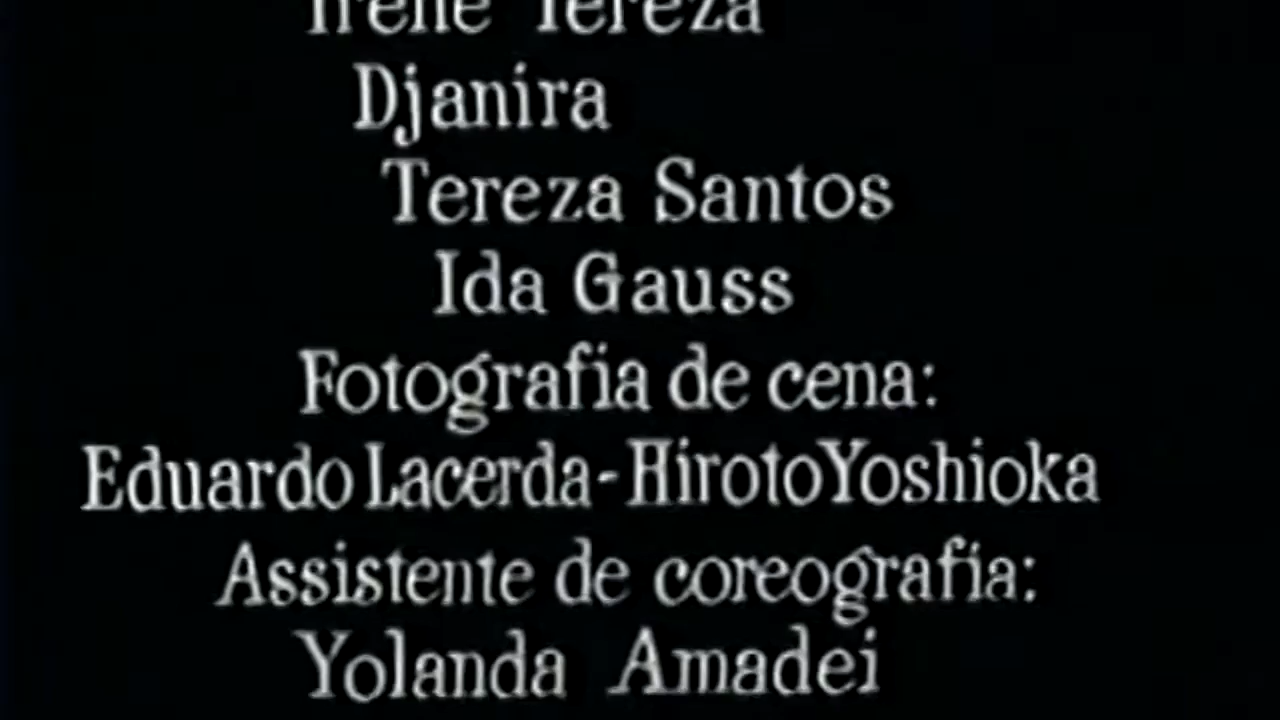 Irene Tereza
Djanira
Tereza Santos
Ida Gauss
Fotografia de cena:
Eduardo Lacerda-Hiroto Yoshioka
Assistente de coreografia:
Yolanda Amadei